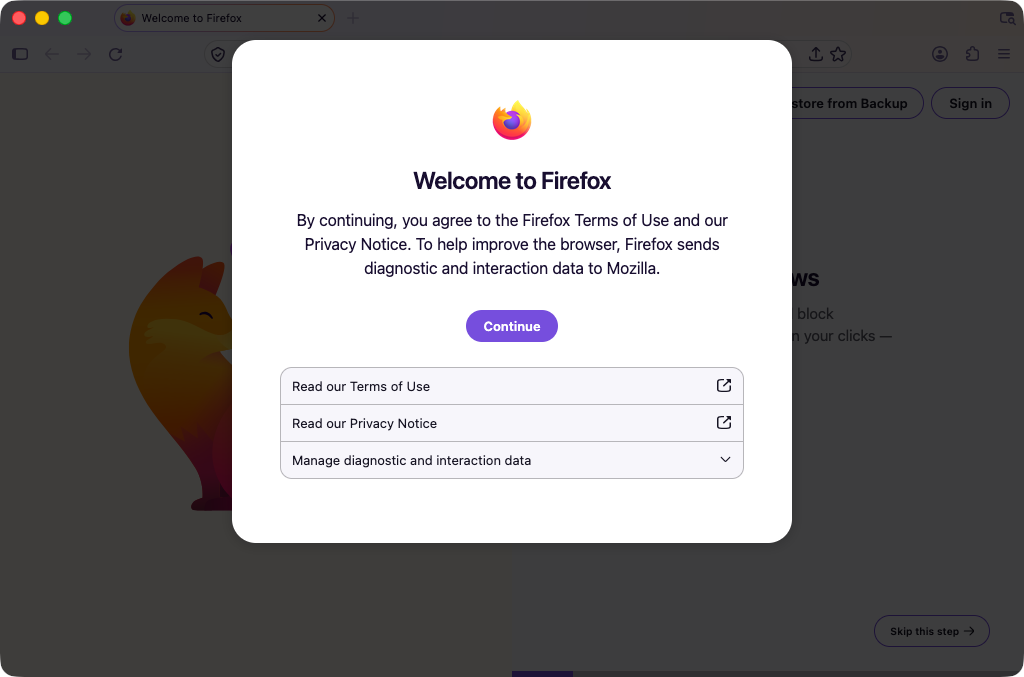 Welcome to Firefox
store from Backup
Sign in
Welcome to Firefox
By continuing, you agree to the Firefox Terms of Use and our
Privacy Notice. To help improve the browser, Firefox sends
diagnostic and interaction data to Mozilla.
ws
block
n your clicks —
Continue
Read our Terms of Use
Read our Privacy Notice
Manage diagnostic and interaction data
Skip this step